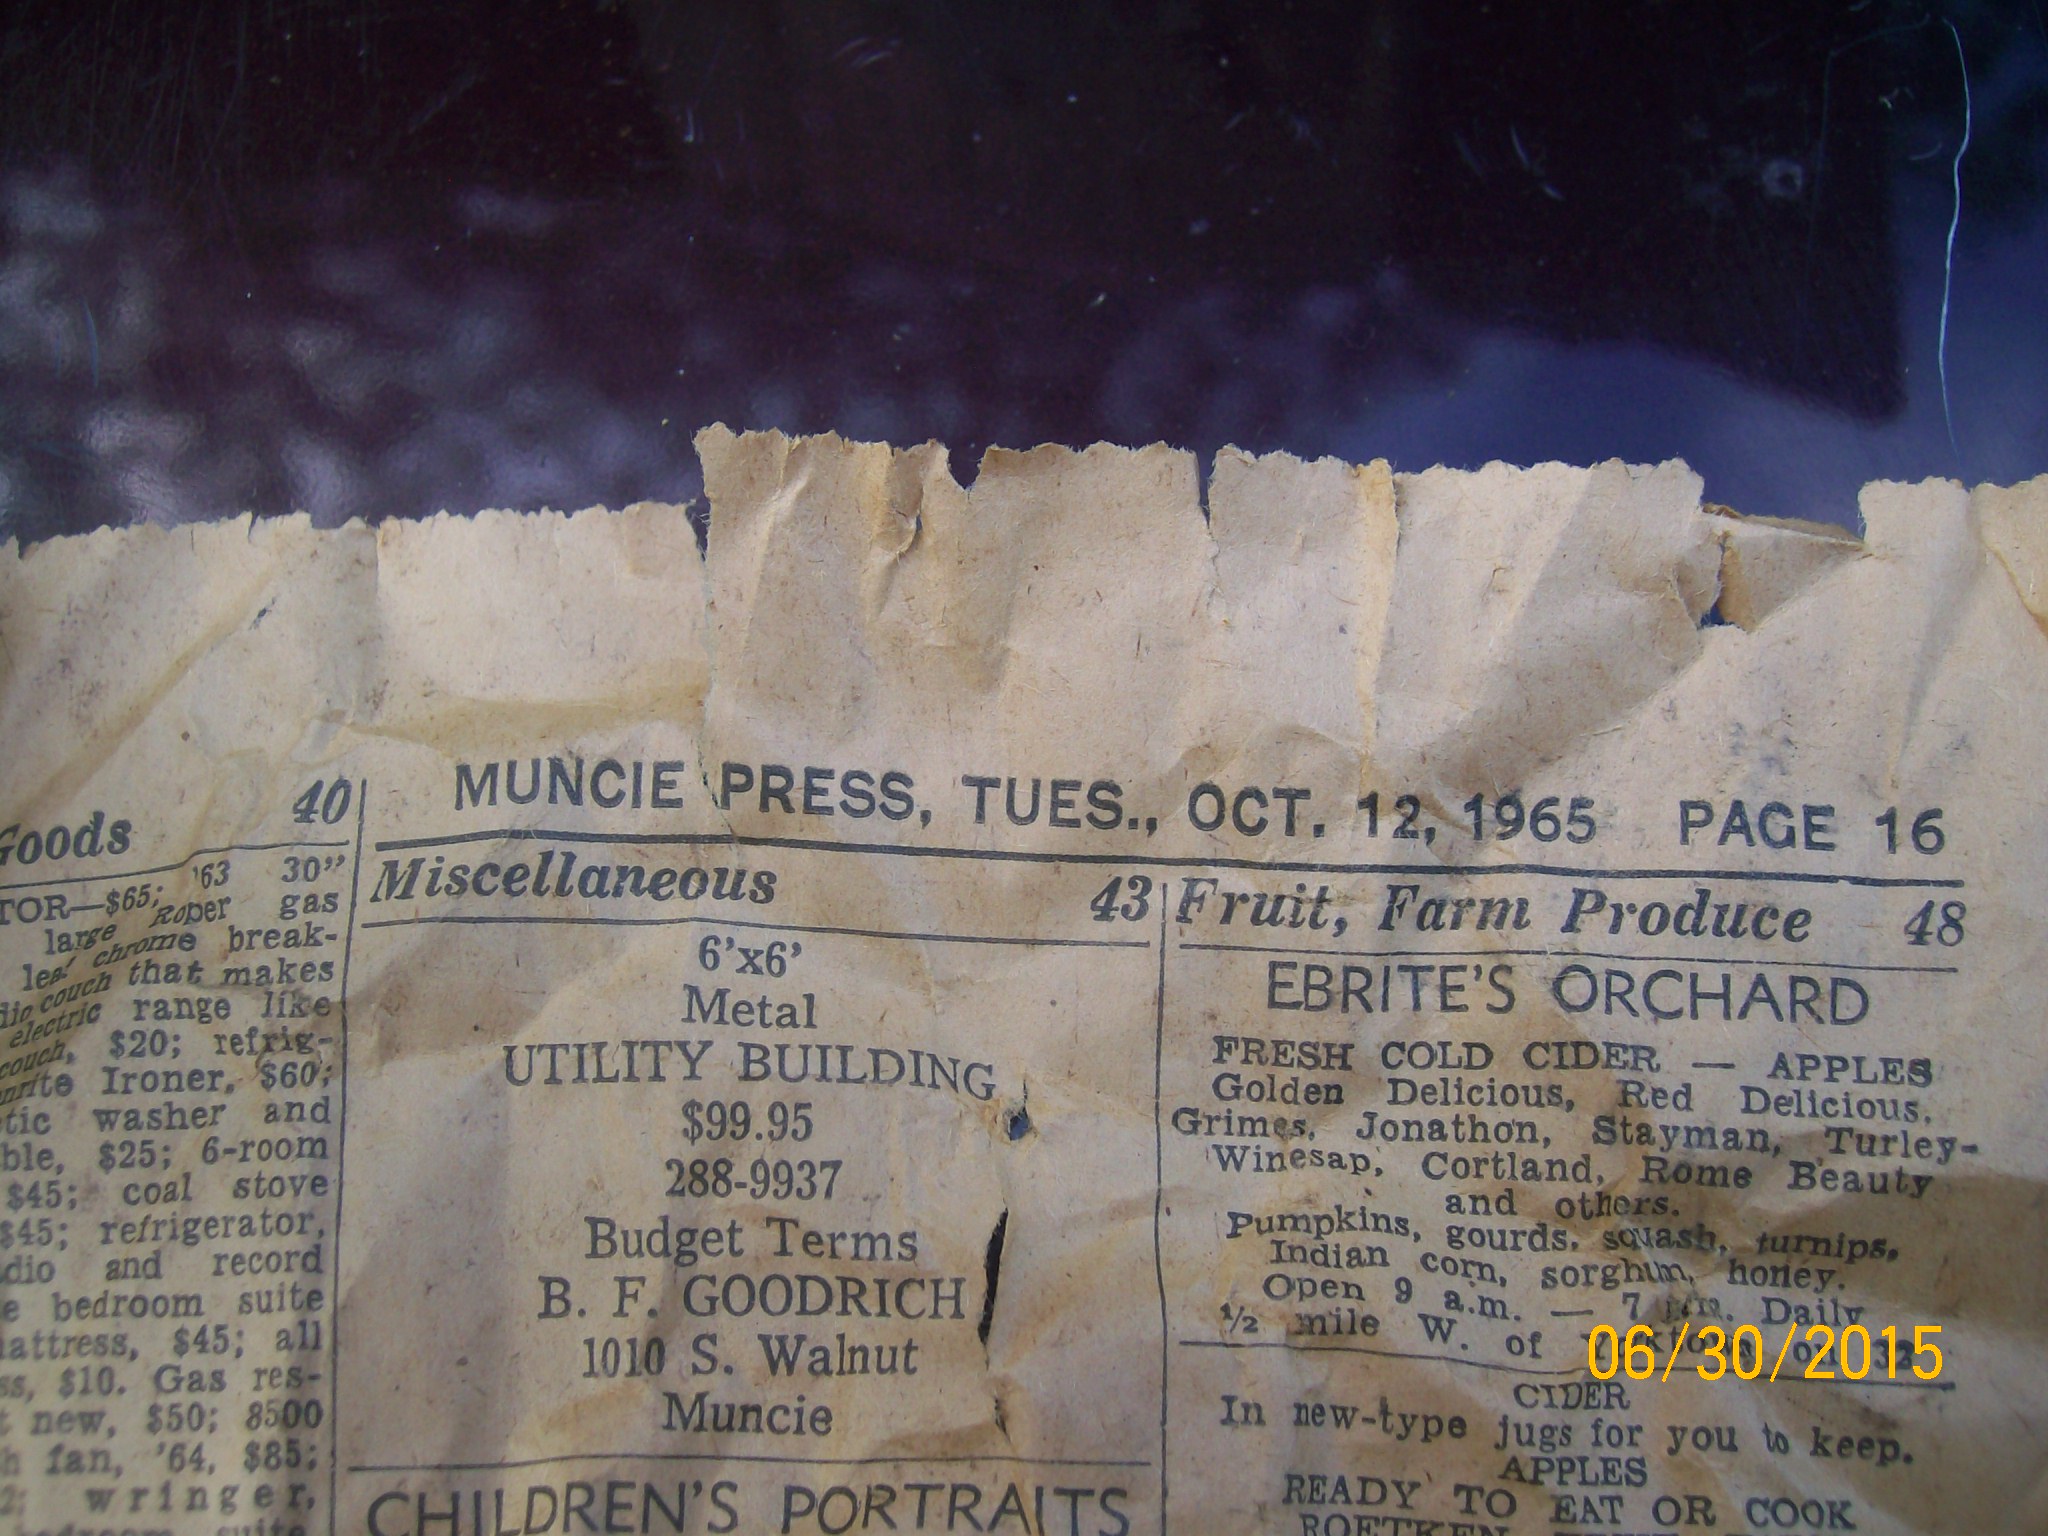 MUNCIE PRESS, TUES., OCT. 12, 1965 PAGE 16
Goods 40
TOR—$65; '63 30"
large Roper gas
leaf chrome break-
couch that makes
electric range like
couch, $20; refrig-
Ironer, $60;
washer and
$25; 6-room
$45; coal stove
$45; refrigerator,
and record
bedroom suite
$45; all
$10. Gas res-
new, $50; 8500
fan, '64, $85;
wringer,
suite
Miscellaneous 43
6'x6'
Metal
UTILITY BUILDING
$99.95
288-9937
Budget Terms
B. F. GOODRICH
1010 S. Walnut
Muncie
CHILDREN'S PORTRAITS
Fruit, Farm Produce 48
EBRITE'S ORCHARD
FRESH COLD CIDER — APPLES
Golden Delicious, Red Delicious,
Grimes, Jonathon, Stayman, Turley-
Winesap, Cortland, Rome Beauty
and others.
Pumpkins, gourds, squash, turnips,
Indian corn, sorghum, honey.
Open 9 a.m. — 7 p.m. Daily
½ mile W. of on
CIDER
In new-type jugs for you to keep.
APPLES
READY TO EAT OR COOK
06/30/2015